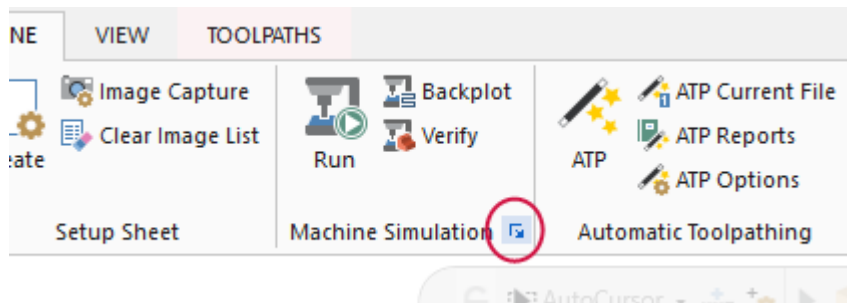 NE VIEW TOOLPATHS
Image Capture
Clear Image List
eate
Setup Sheet
Run
Backplot
Verify
Machine Simulation
ATP
ATP Current File
ATP Reports
ATP Options
Automatic Toolpathing
AutoCursor